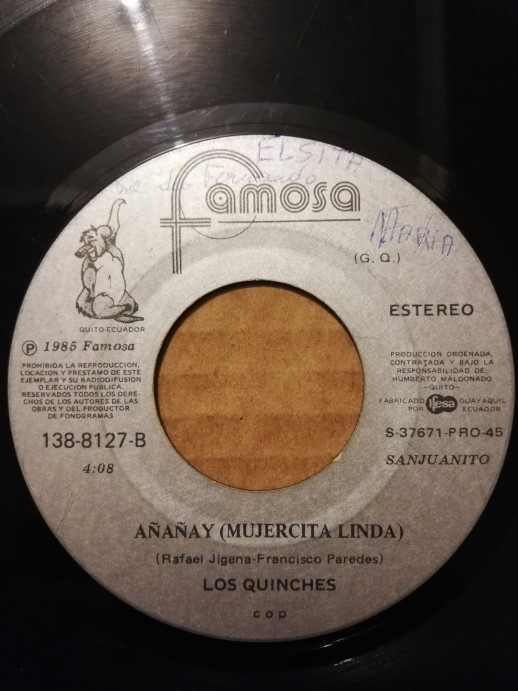 ELSITA
Fernando
Famosa
MARIA
(G. Q.)
ESTEREO
QUITO-ECUADOR
℗ 1985 Famosa
PROHIBIDA LA REPRODUCCION,
LOCACION Y PRESTAMO DE ESTE
EJEMPLAR Y SU RADIODIFUSION
O EJECUCION PUBLICA.
RESERVADOS TODOS LOS DERE-
CHOS DE LOS AUTORES DE LAS
OBRAS Y DEL PRODUCTOR
DE FONOGRAMAS
PRODUCCION ORDENADA,
CONTRATADA Y BAJO LA
RESPONSABILIDAD DE:
HUMBERTO MALDONADO
-QUITO-
FABRICADO POR ifesa GUAYAQUIL ECUADOR
138-8127-B
S-37671-PRO-45
4:08
SANJUANITO
AÑAÑAY (MUJERCITA LINDA)
(Rafael Jigena-Francisco Paredes)
LOS QUINCHES
cop